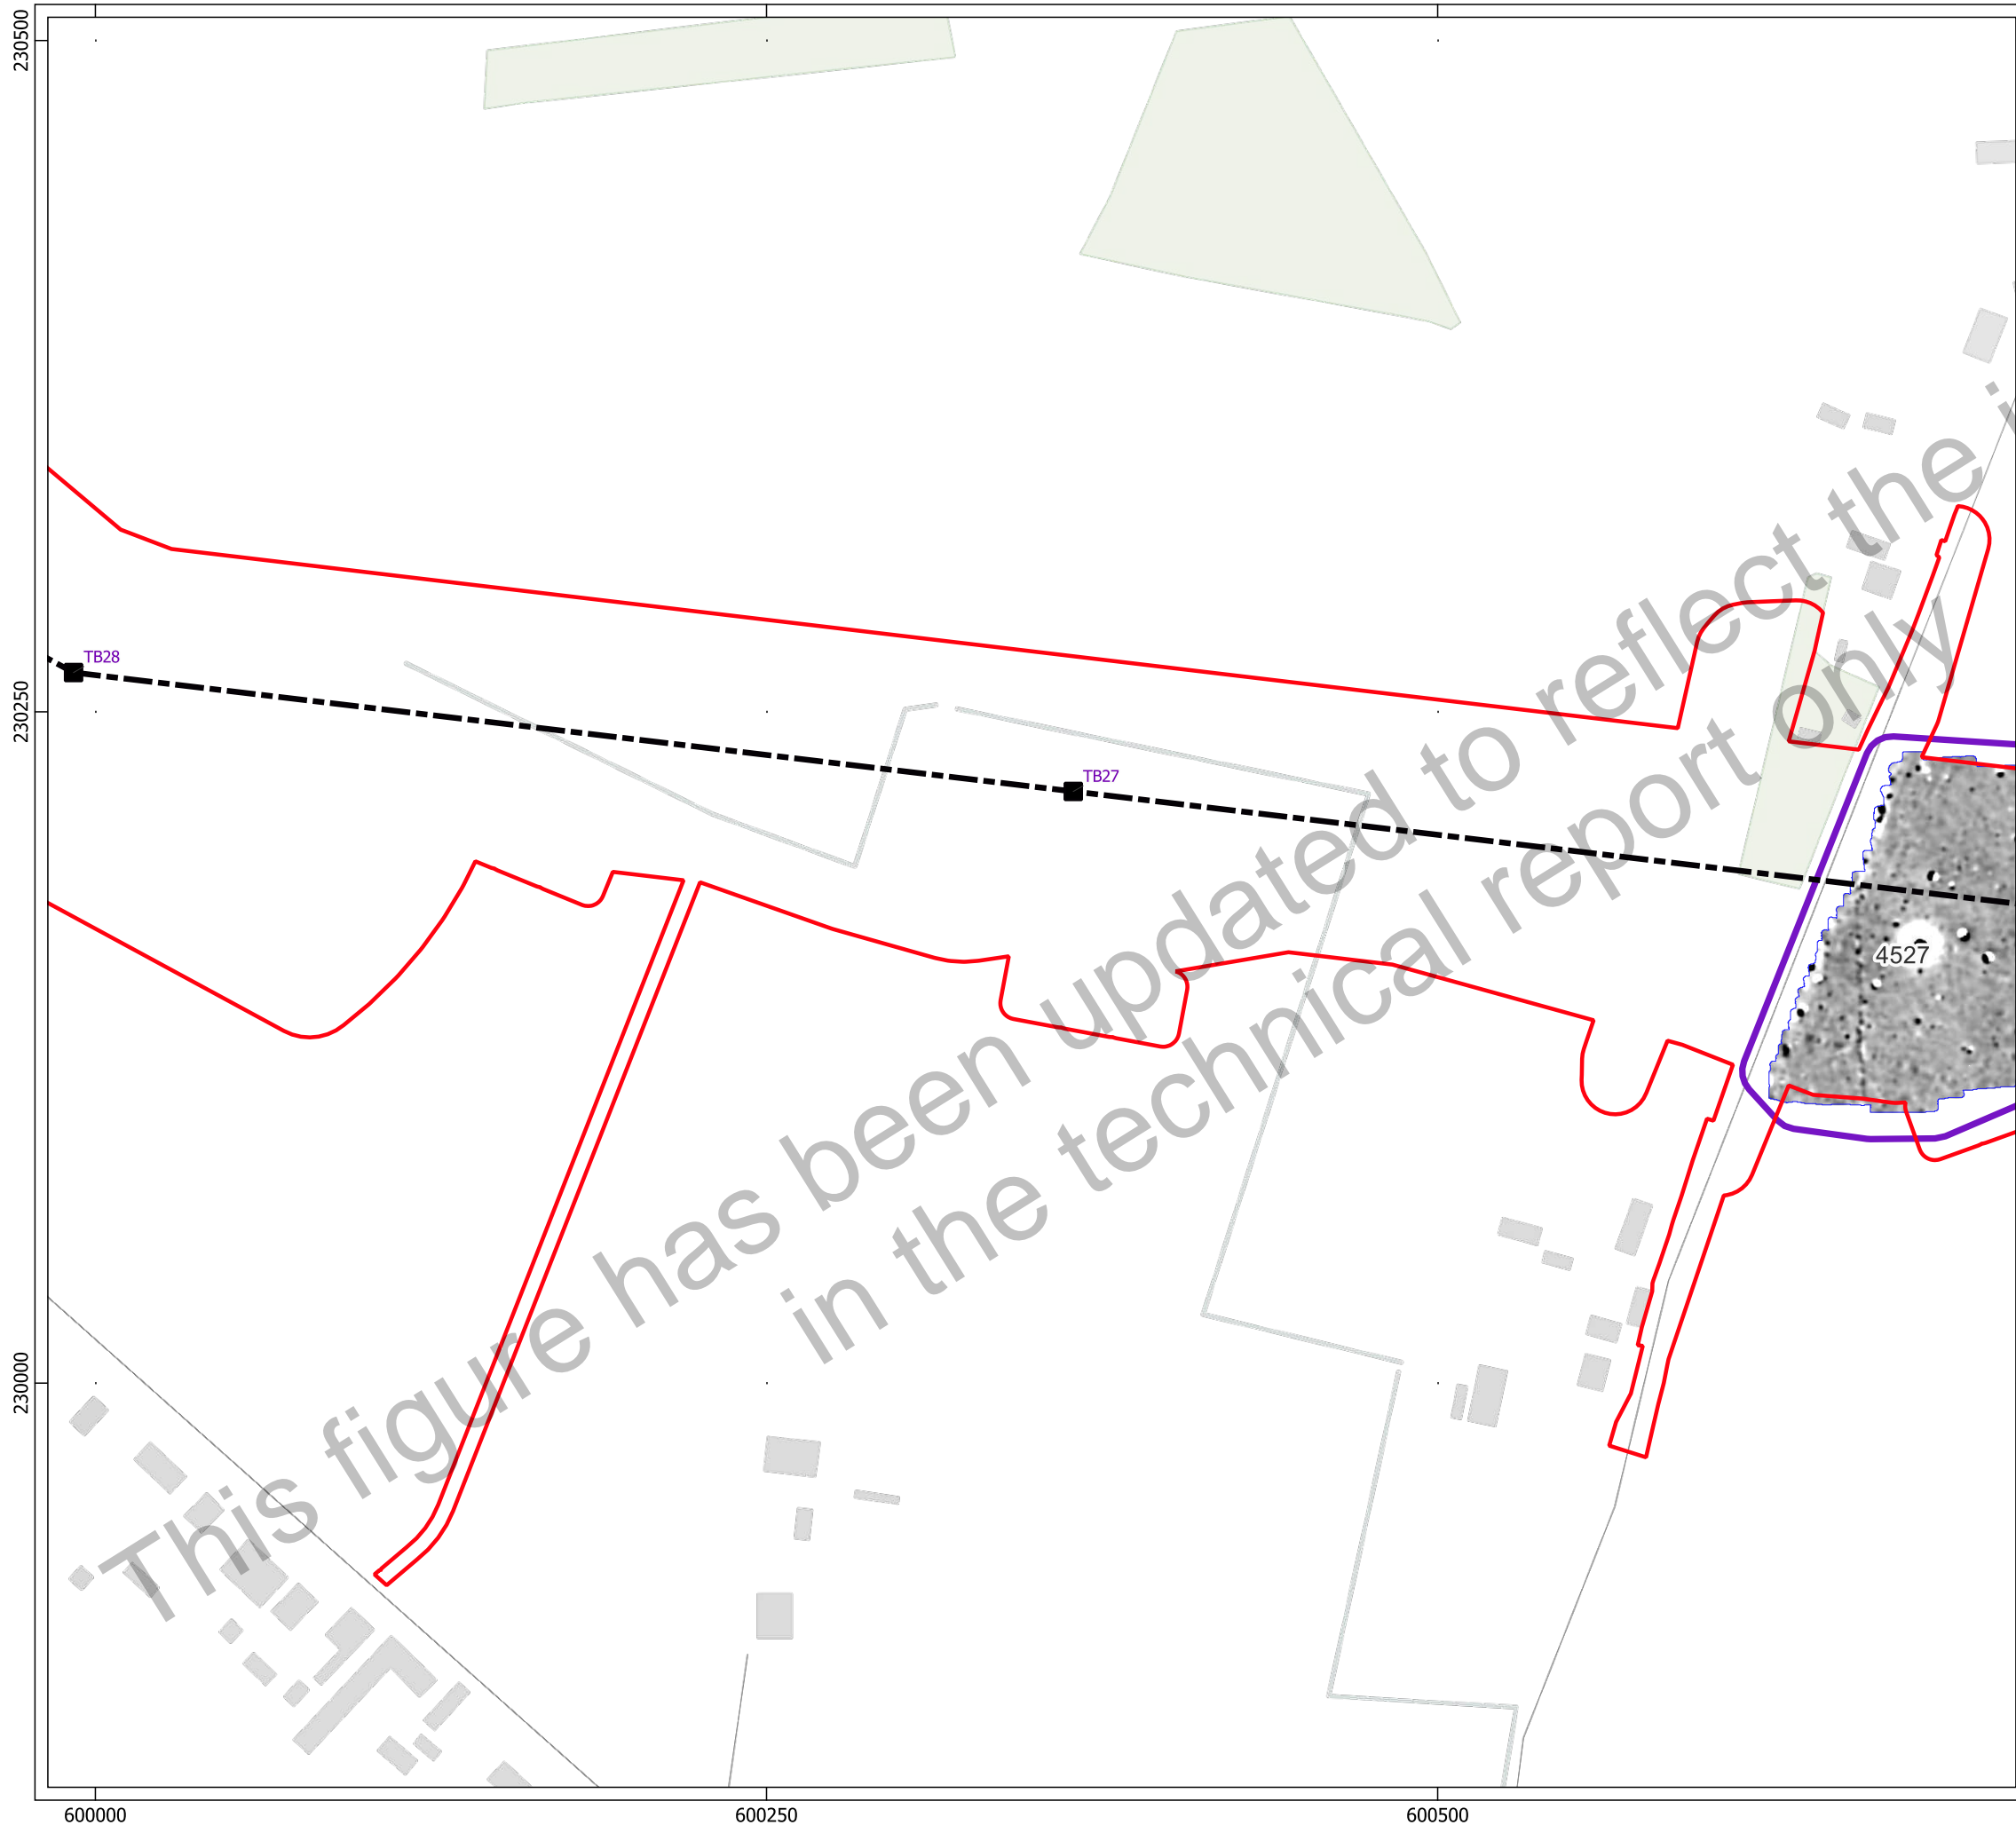 230500
TB28
230250
TB27
4527
230000
600000
600250
600500
This figure has been updated to reflect the i
in the technical report only